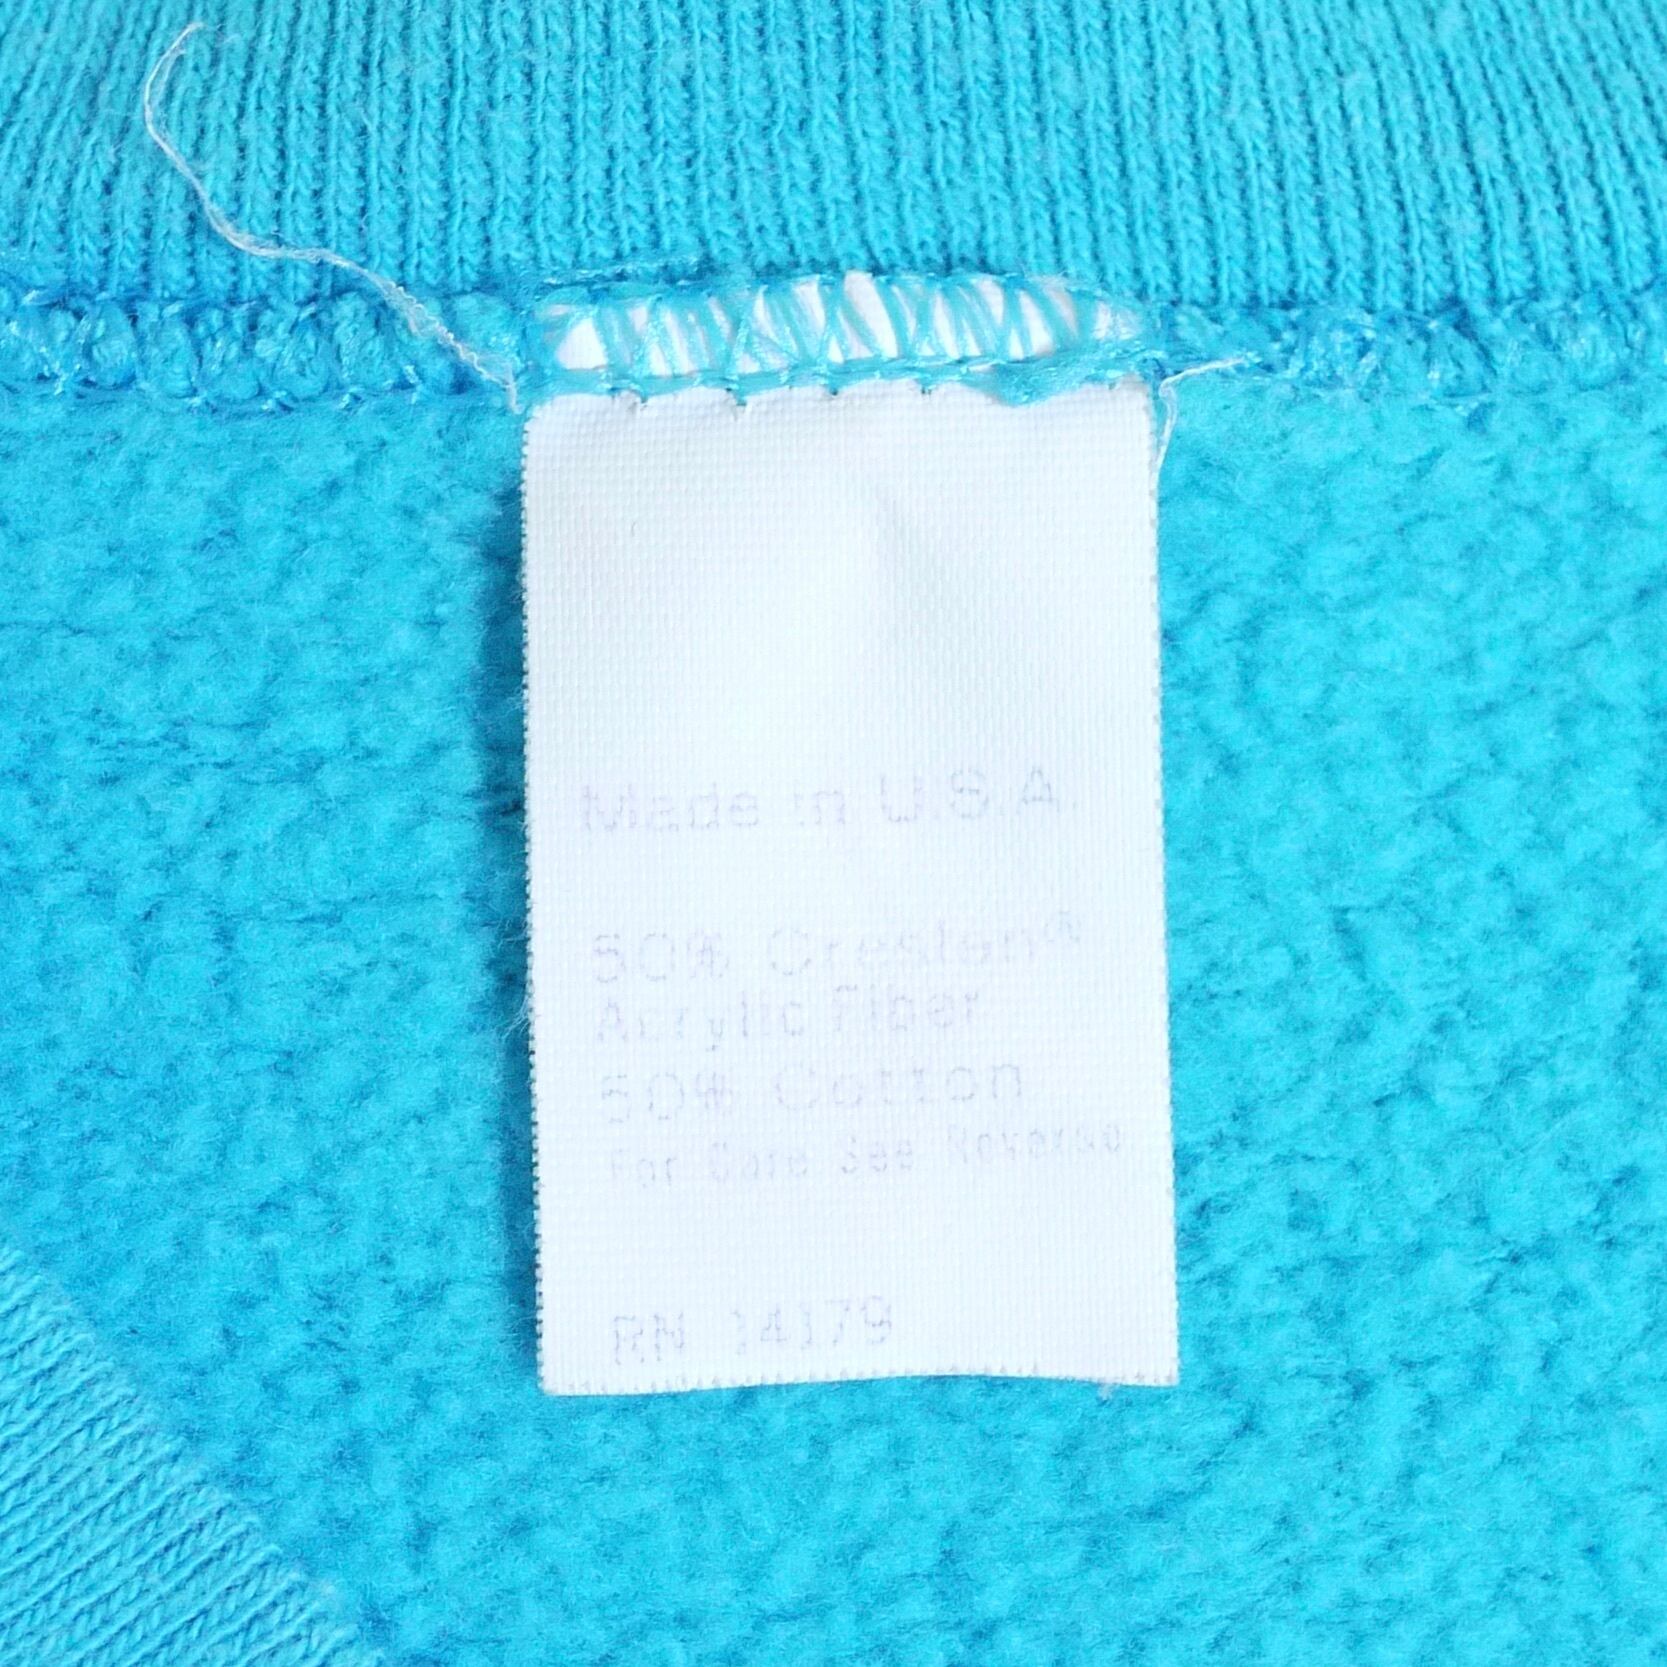 Made in U.S.A.
50% Creslan®
Acrylic Fiber
50% Cotton
For Care See Reverse
RN 14179